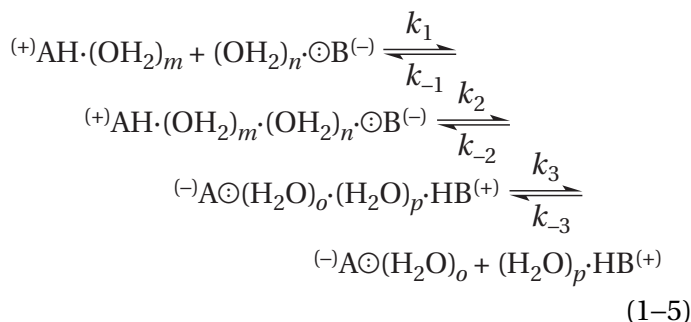 k₁
⁽⁺⁾AH·(OH₂)ₘ + (OH₂)ₙ·⊙B⁽⁻⁾ ⇌
k₋₁
k₂
⁽⁺⁾AH·(OH₂)ₘ·(OH₂)ₙ·⊙B⁽⁻⁾ ⇌
k₋₂
k₃
⁽⁻⁾A⊙(H₂O)ₒ·(H₂O)ₚ·HB⁽⁺⁾ ⇌
k₋₃
⁽⁻⁾A⊙(H₂O)ₒ + (H₂O)ₚ·HB⁽⁺⁾
(1–5)